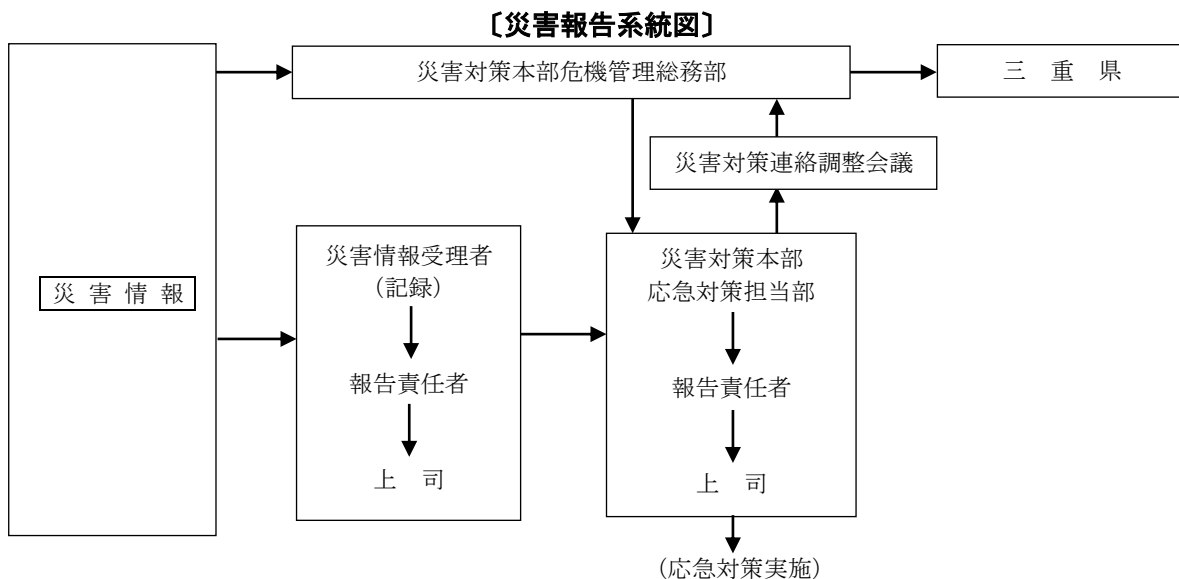 〔災害報告系統図〕
災害対策本部危機管理総務部
三 重 県
災害対策連絡調整会議
災 害 情 報
災害情報受理者
(記録)
報告責任者
上 司
災害対策本部
応急対策担当部
報告責任者
上 司
(応急対策実施)